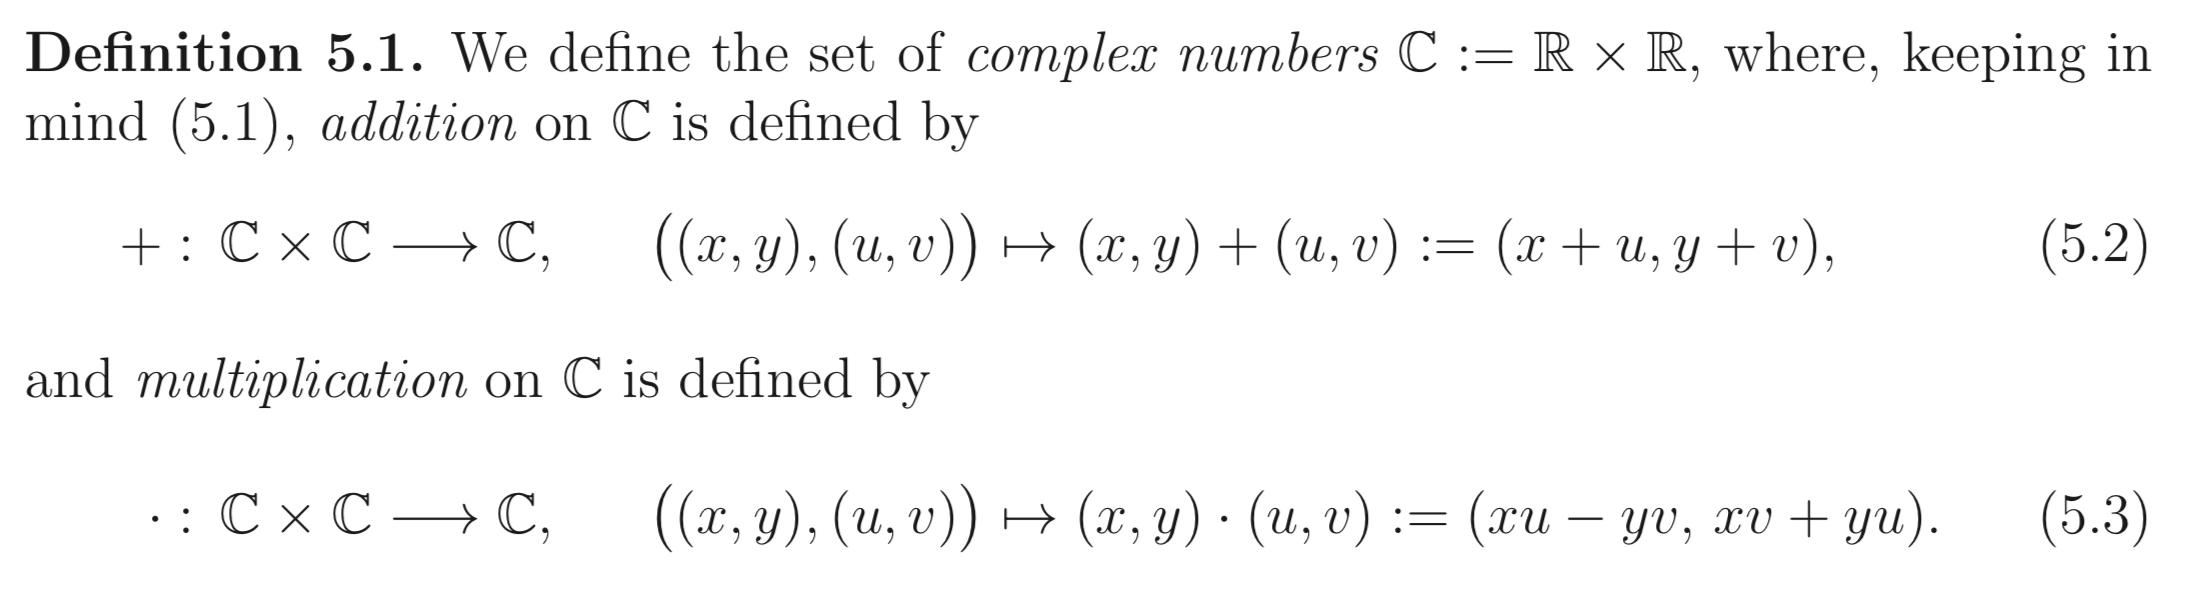 Definition 5.1. We define the set of complex numbers ℂ := ℝ × ℝ, where, keeping in
mind (5.1), addition on ℂ is defined by
+ : ℂ × ℂ ⟶ ℂ, ((x, y), (u, v)) ↦ (x, y) + (u, v) := (x + u, y + v), (5.2)
and multiplication on ℂ is defined by
· : ℂ × ℂ ⟶ ℂ, ((x, y), (u, v)) ↦ (x, y) · (u, v) := (xu − yv, xv + yu). (5.3)